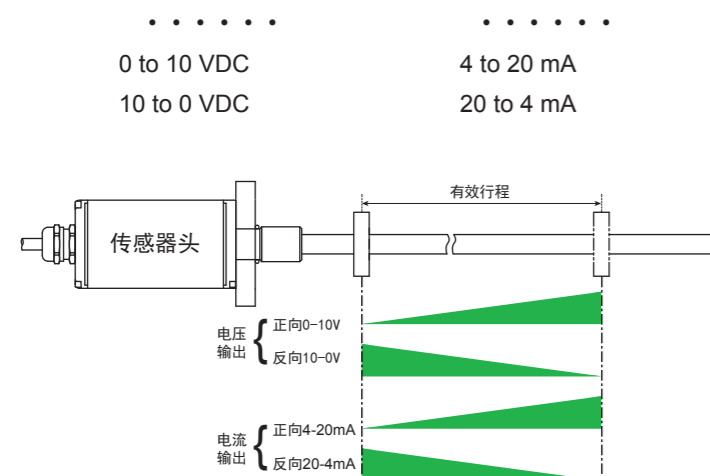 0 to 10 VDC
4 to 20 mA
10 to 0 VDC
20 to 4 mA
有效行程
传感器头
电压
输出
正向0-10V
反向10-0V
电流
输出
正向4-20mA
反向20-4mA